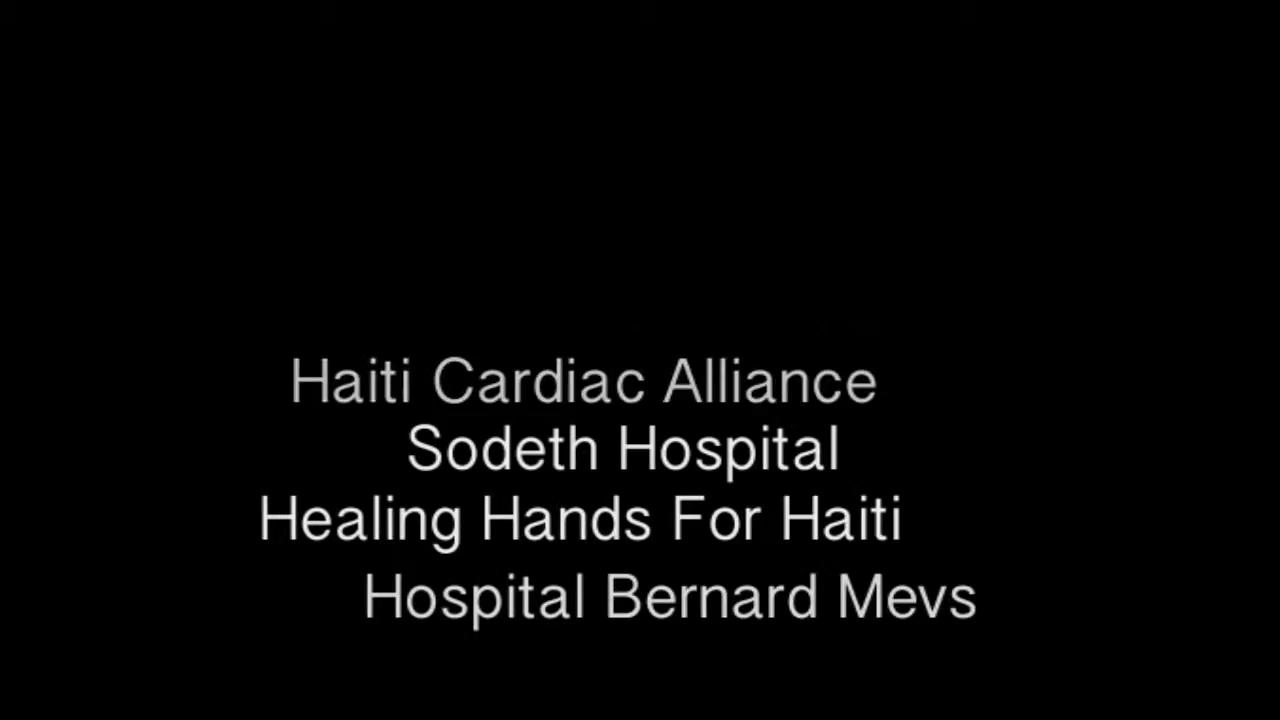 Haiti Cardiac Alliance
Sodeth Hospital
Healing Hands For Haiti
Hospital Bernard Mevs